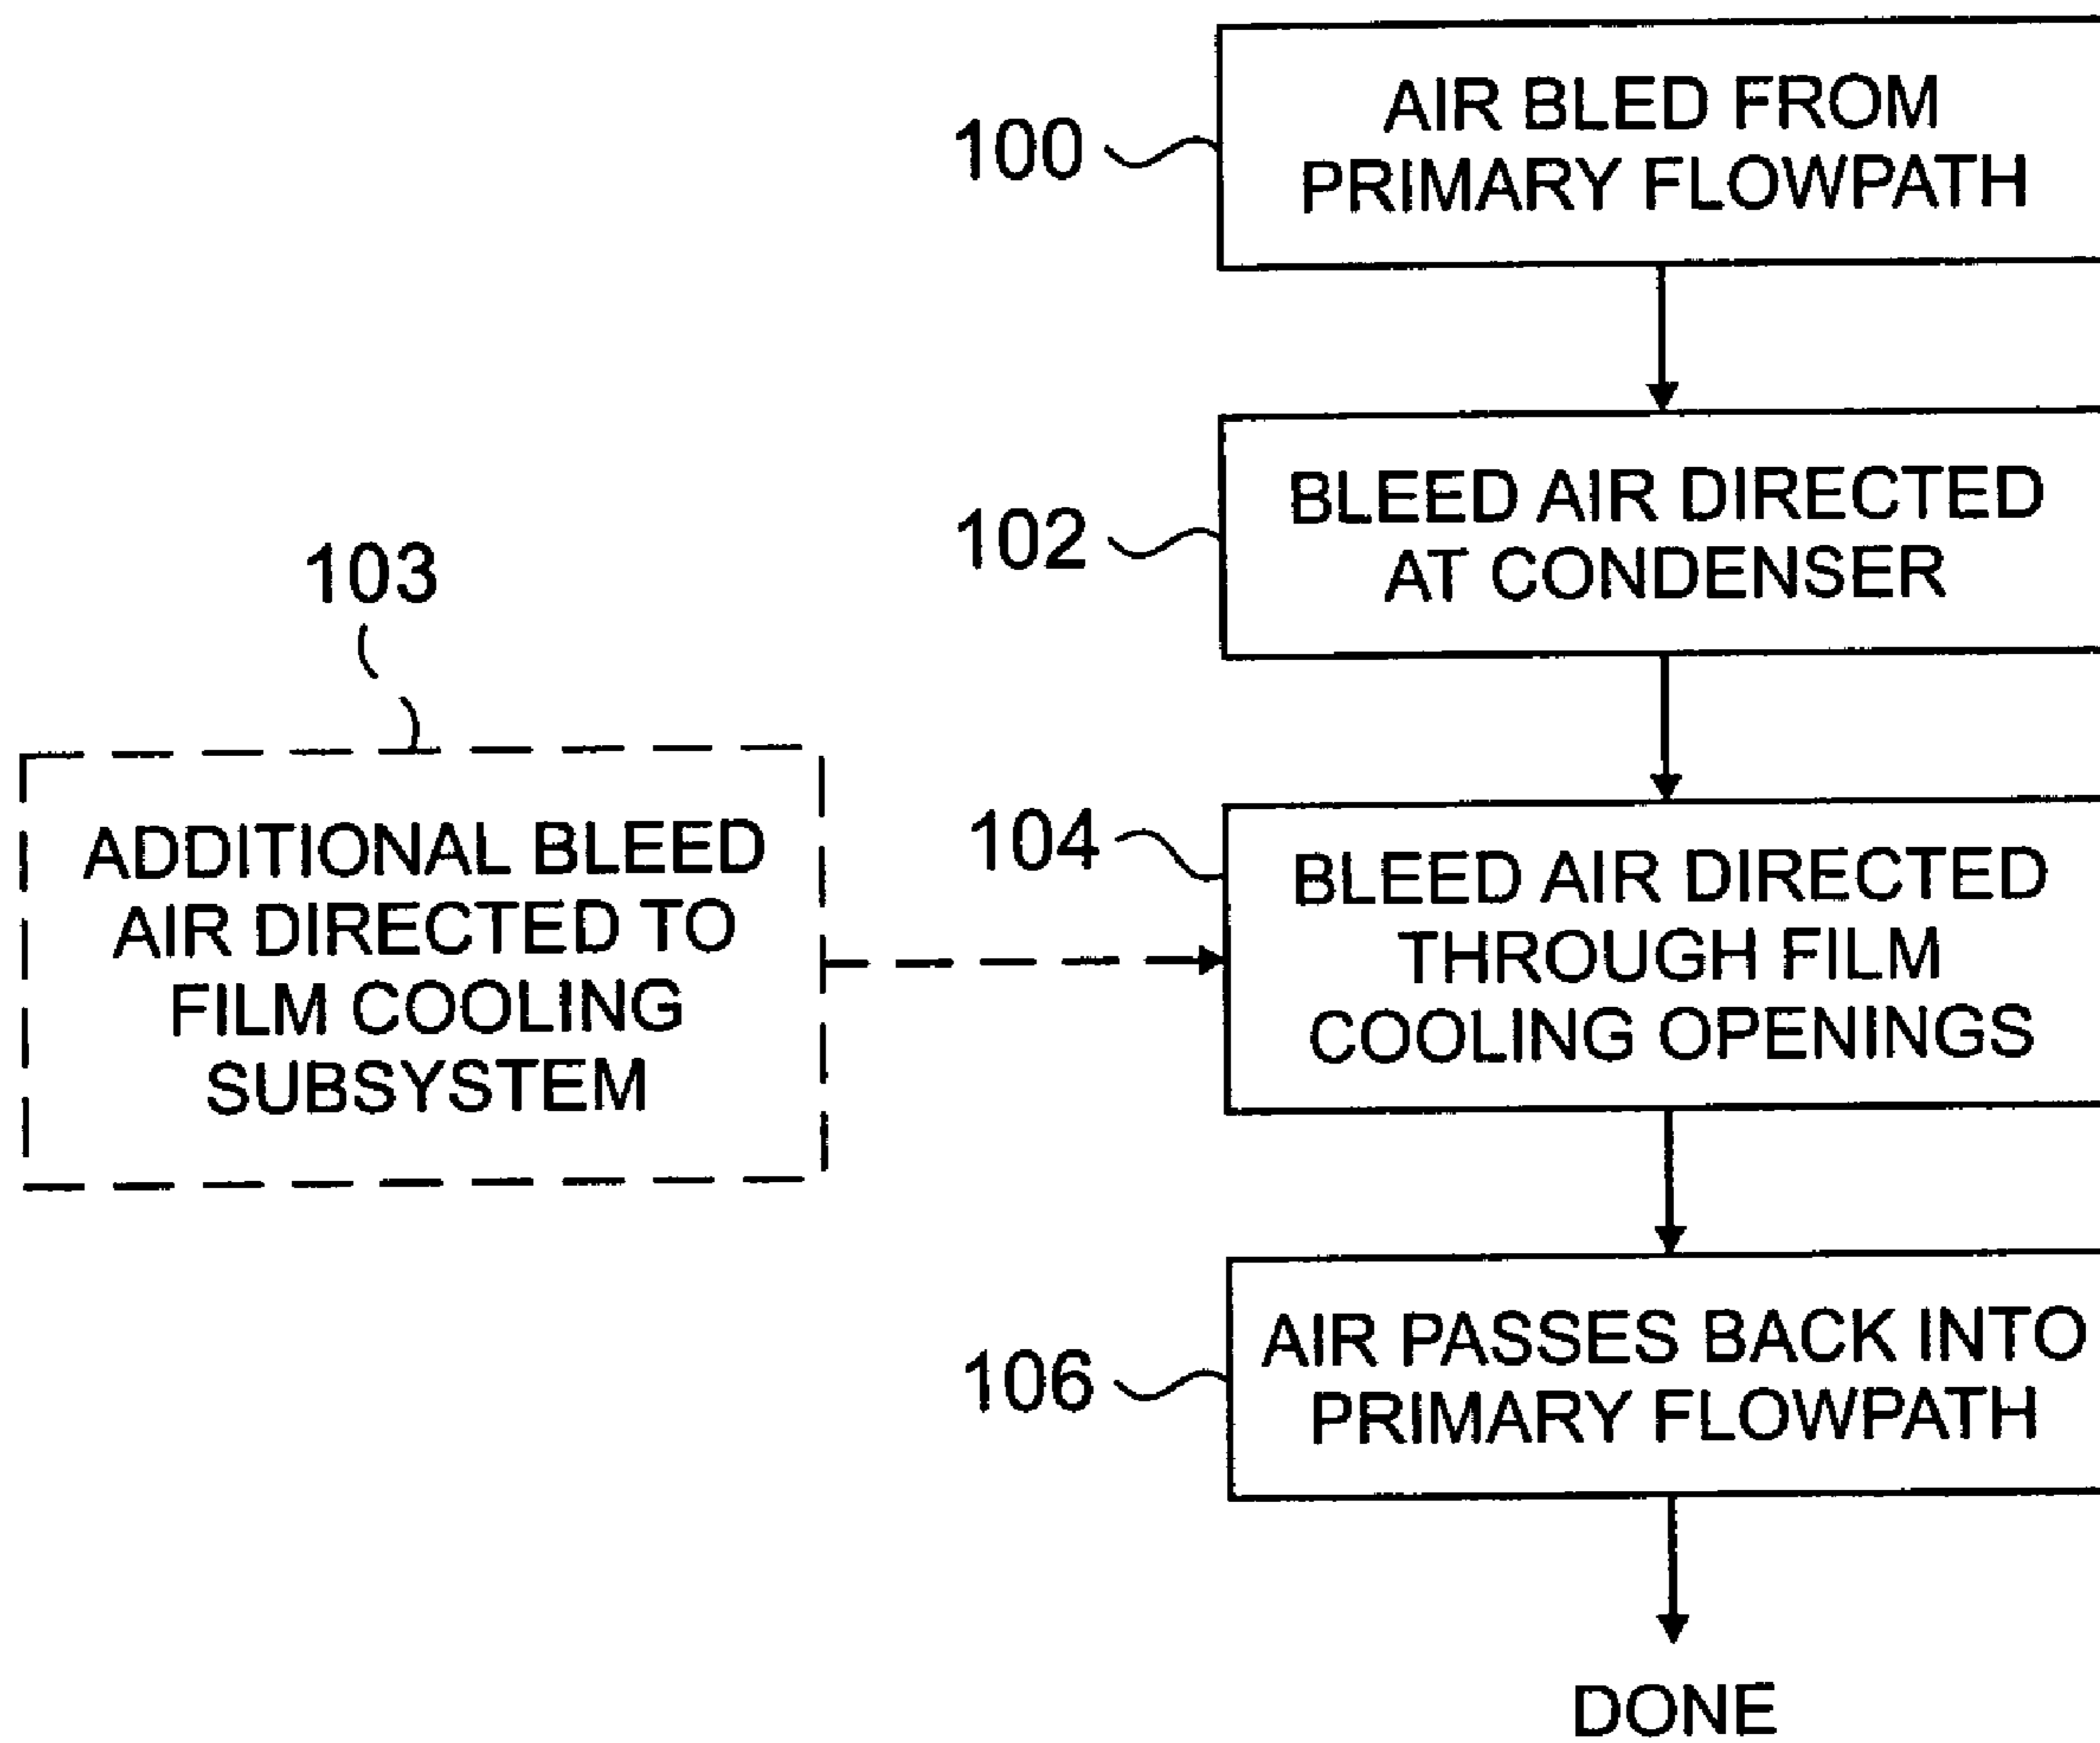 100
AIR BLED FROM
PRIMARY FLOWPATH
102
BLEED AIR DIRECTED
AT CONDENSER
103
ADDITIONAL BLEED
AIR DIRECTED TO
FILM COOLING
SUBSYSTEM
104
BLEED AIR DIRECTED
THROUGH FILM
COOLING OPENINGS
106
AIR PASSES BACK INTO
PRIMARY FLOWPATH
DONE